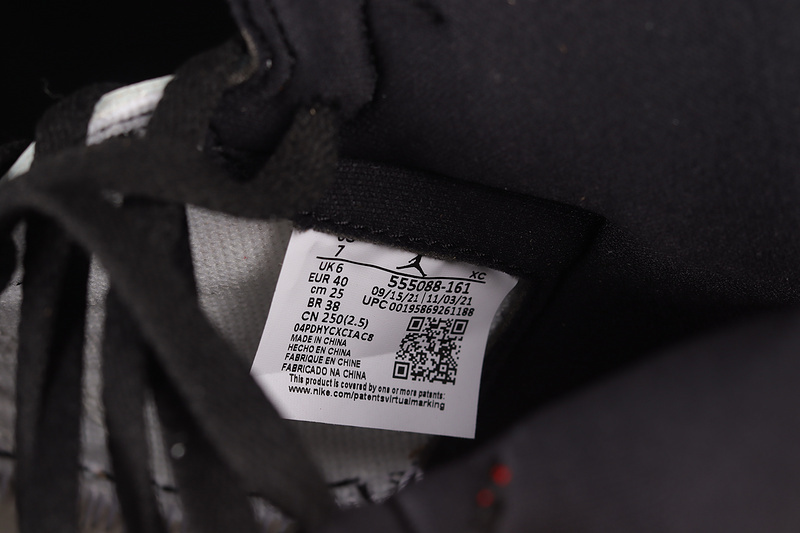 7
UK 6
EUR 40
cm 25
BR 38
CN 250(2.5)
XC
555088-161
09/15/21 | 11/03/21
UPC 00195869261188
04PDHYCXCIAC8
MADE IN CHINA
HECHO EN CHINA
FABRIQUE EN CHINE
FABRICADO NA CHINA
This product is covered by one or more patents:
www.nike.com/patentsvirtualmarking